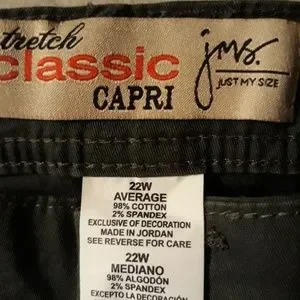 stretch
classic
CAPRI
jms.
JUST MY SIZE
22W
AVERAGE
98% COTTON
2% SPANDEX
EXCLUSIVE OF DECORATION
MADE IN JORDAN
SEE REVERSE FOR CARE
22W
MEDIANO
98% ALGODÓN
2% SPANDEX
EXCEPTO LA DECORACIÓN